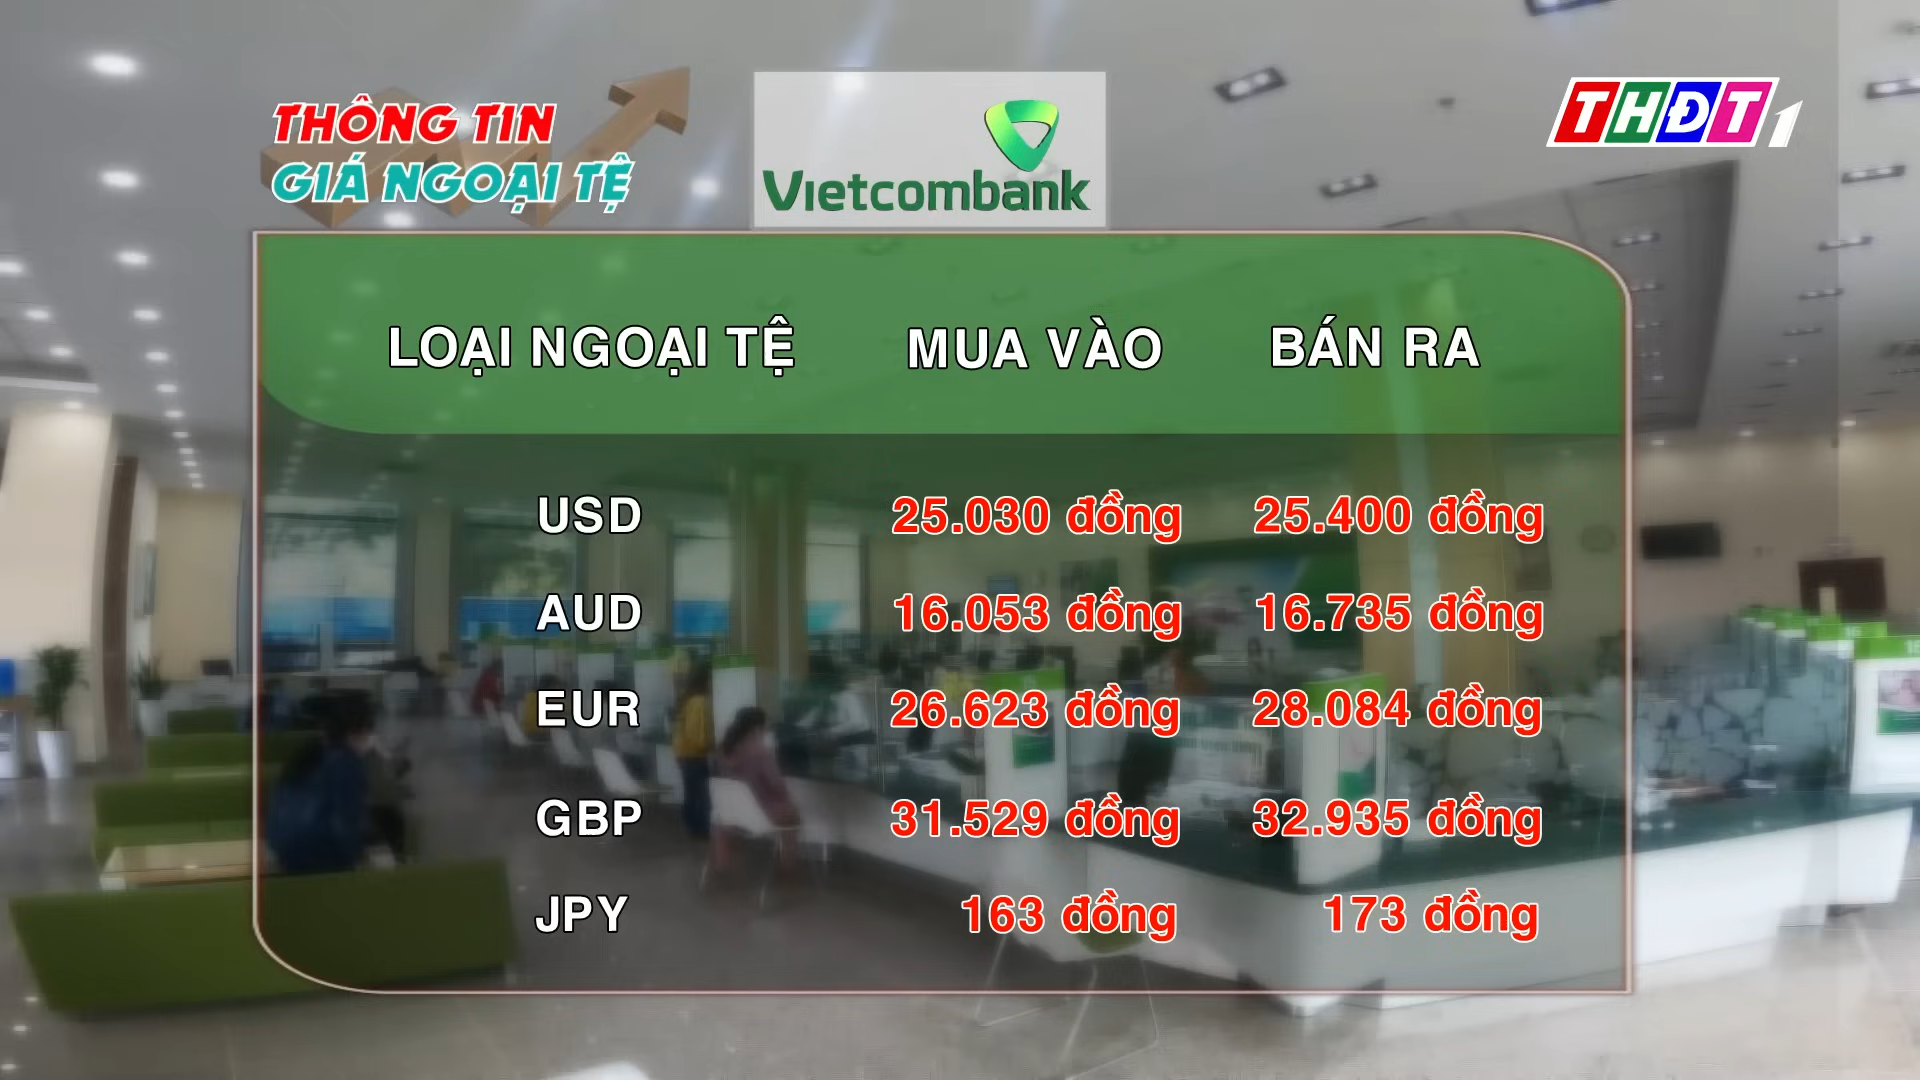 THÔNG TIN
GIÁ NGOẠI TỆ
Vietcombank
THĐT1
LOẠI NGOẠI TỆ MUA VÀO BÁN RA
USD 25.030 đồng 25.400 đồng
AUD 16.053 đồng 16.735 đồng
EUR 26.623 đồng 28.084 đồng
GBP 31.529 đồng 32.935 đồng
JPY 163 đồng 173 đồng